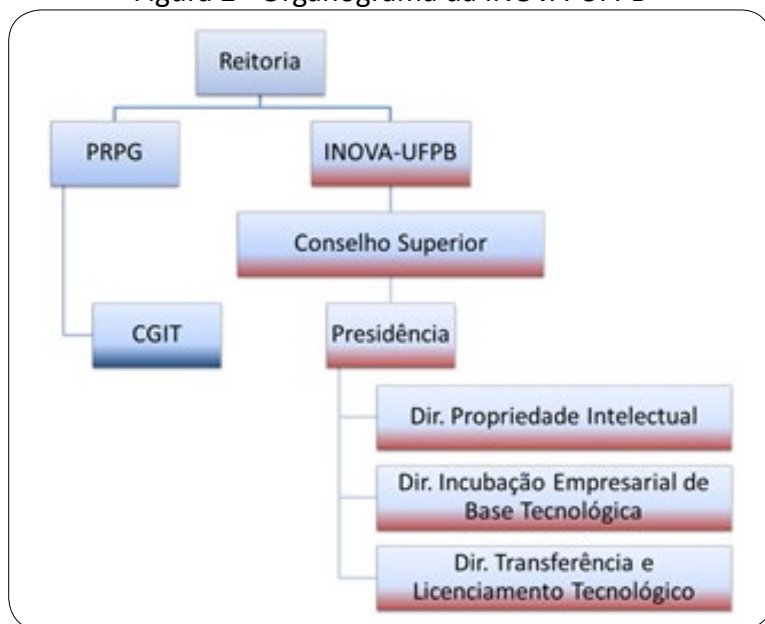 Reitoria
PRPG
INOVA-UFPB
Conselho Superior
CGIT
Presidência
Dir. Propriedade Intelectual
Dir. Incubação Empresarial de
Base Tecnológica
Dir. Transferência e
Licenciamento Tecnológico